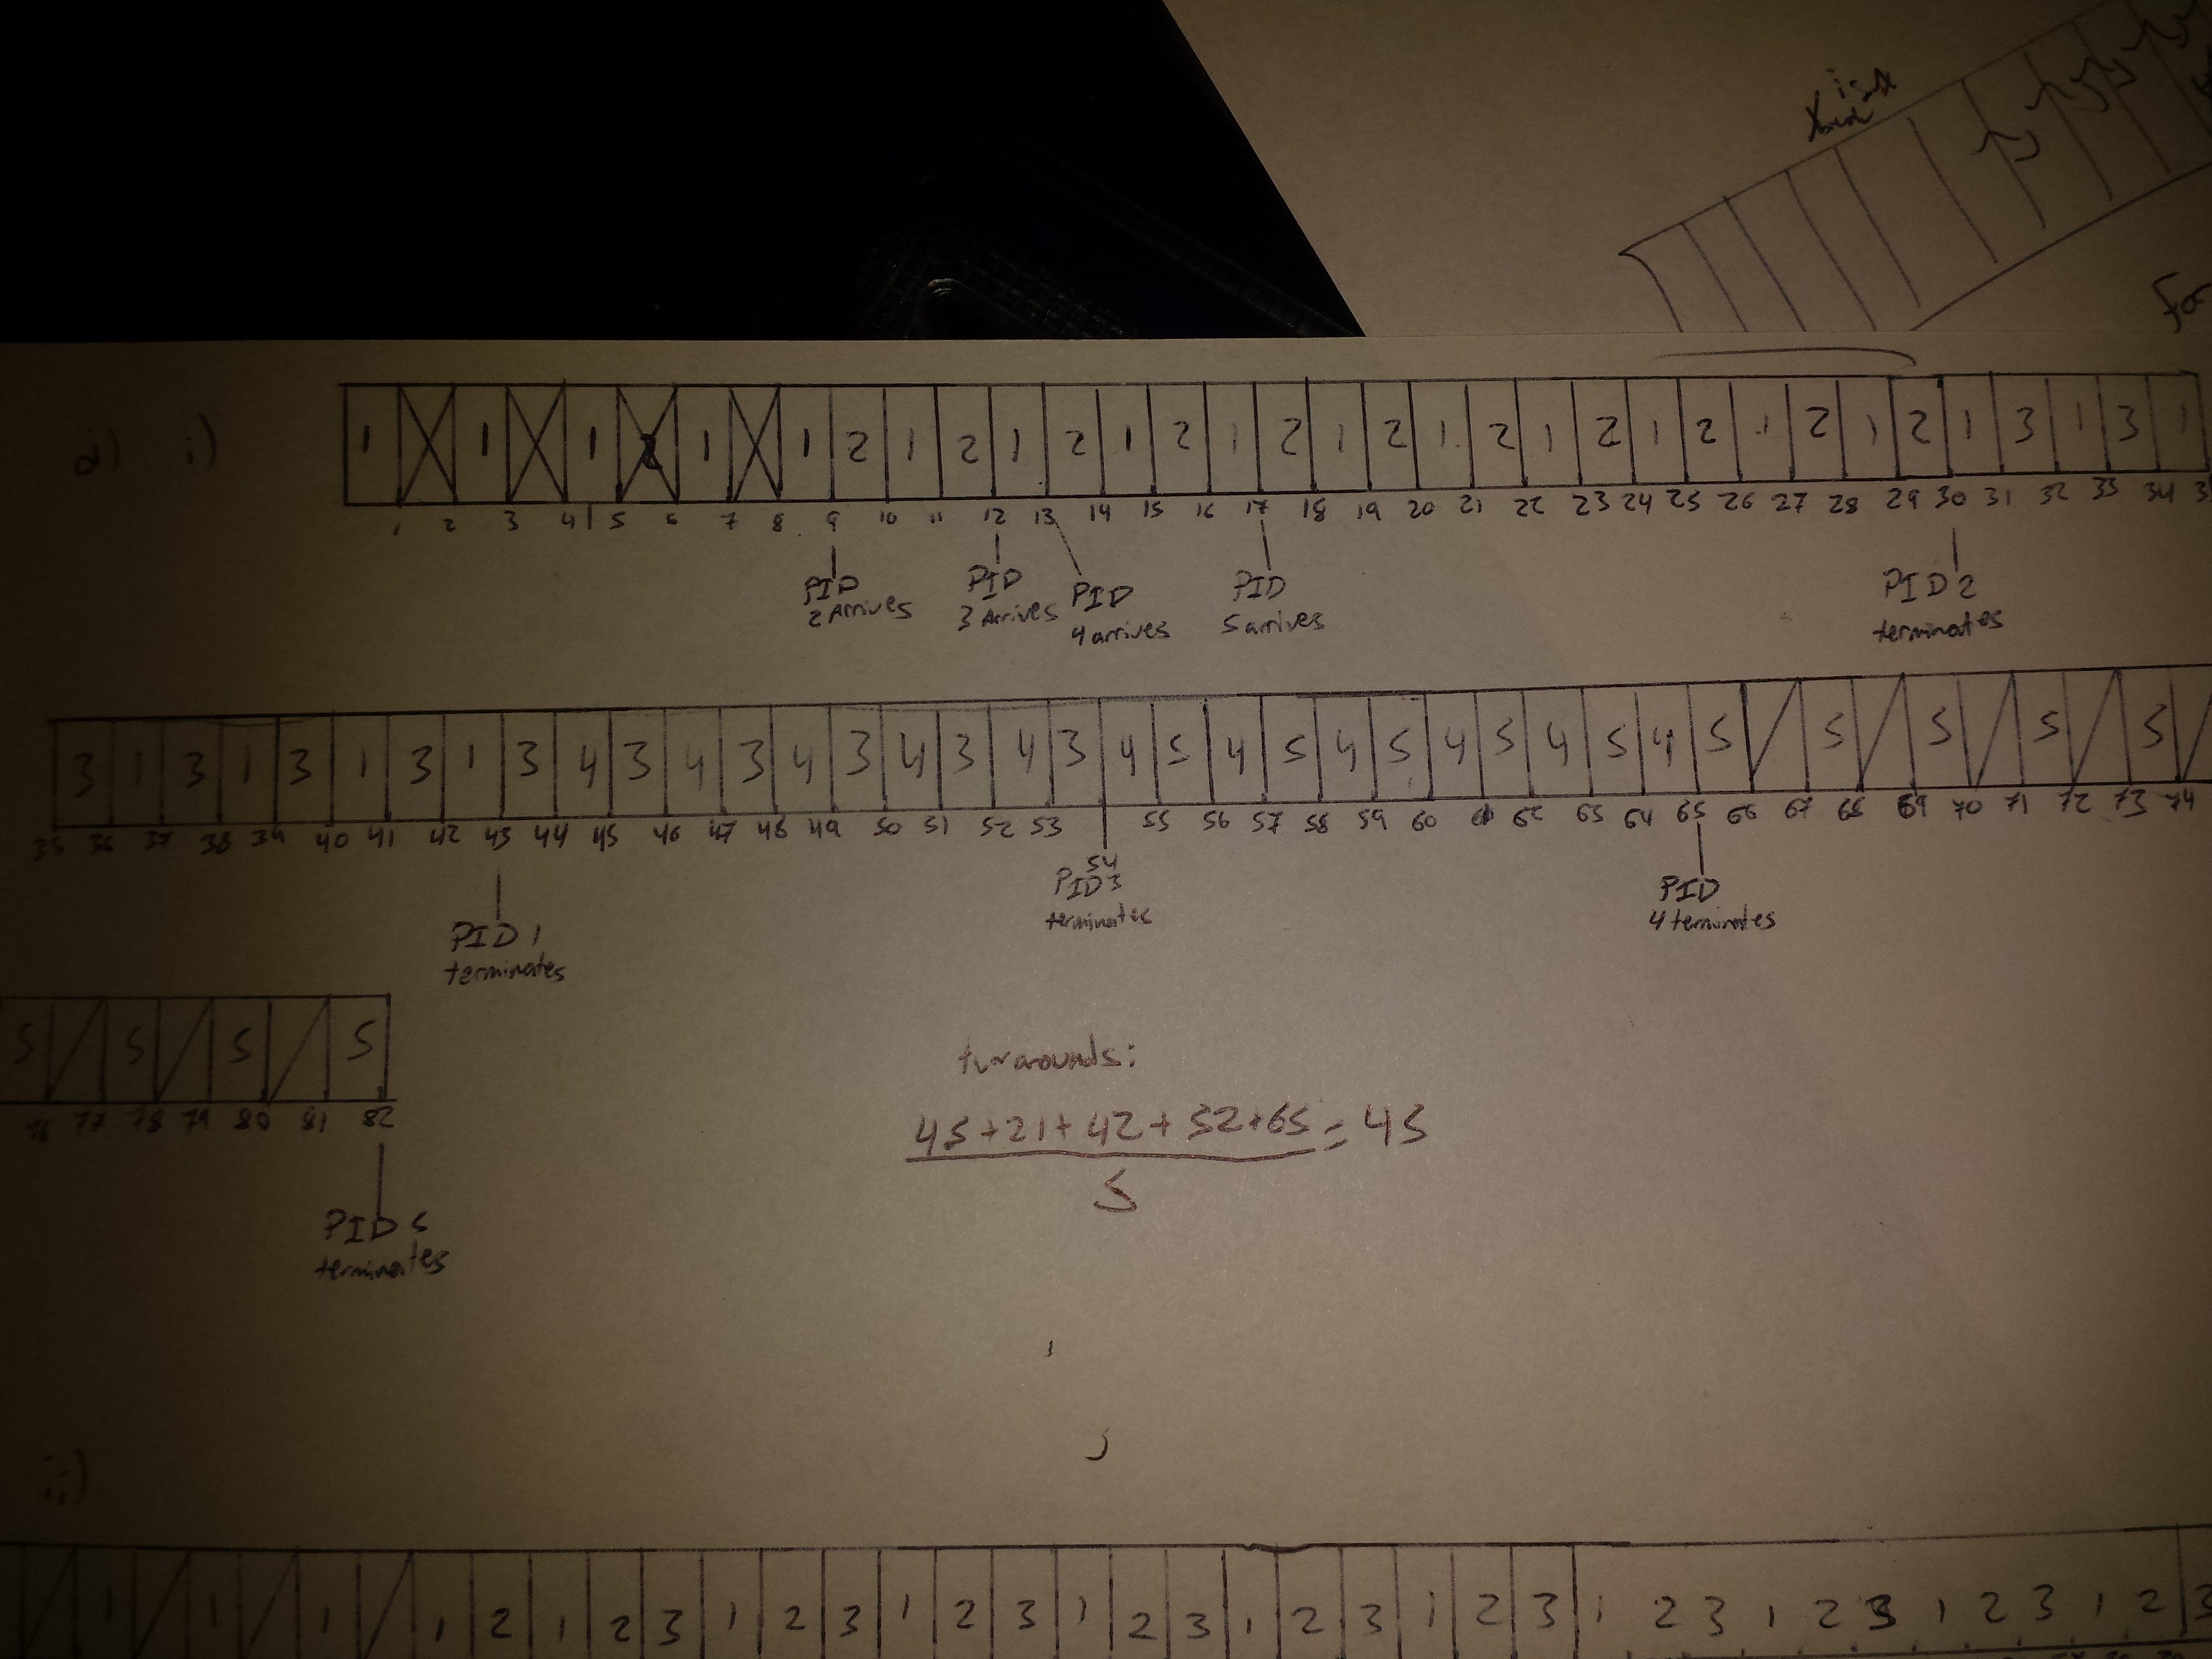 is a
For
d) i) 1 1 1 2 1 1 2 1 2 1 2 1 2 1 2 1 2 1 2 1 2 1 2 1 2 1 2 1 3 1 3 1
1 2 3 4 5 6 7 8 9 10 11 12 13 14 15 16 17 18 19 20 21 22 23 24 25 26 27 28 29 30 31 32 33 34 3
PID PID PID PID PID 2
2 Arrives 3 Arrives 4 arrives 5 arrives terminates
3 1 3 1 3 1 3 1 3 4 3 4 3 4 3 4 3 4 3 4 5 4 5 4 5 4 5 4 5 4 5 5 5 5 5
35 36 37 38 39 40 41 42 43 44 45 46 47 48 49 50 51 52 53 55 56 57 58 59 60 61 62 63 64 65 66 67 68 69 70 71 72 73 74
54
PID 3 PID
terminates 4 terminates
PID 1
terminates
5 5 5 5
76 77 78 79 80 81 82
turnarounds:
43+21+42+52+65 = 45
5
PID 5
terminates
ii)
1 1 1 1 2 1 2 3 1 2 3 1 2 3 1 2 3 1 2 3 1 2 3 1 2 3 1 2 3 1 2 3 1 2 3